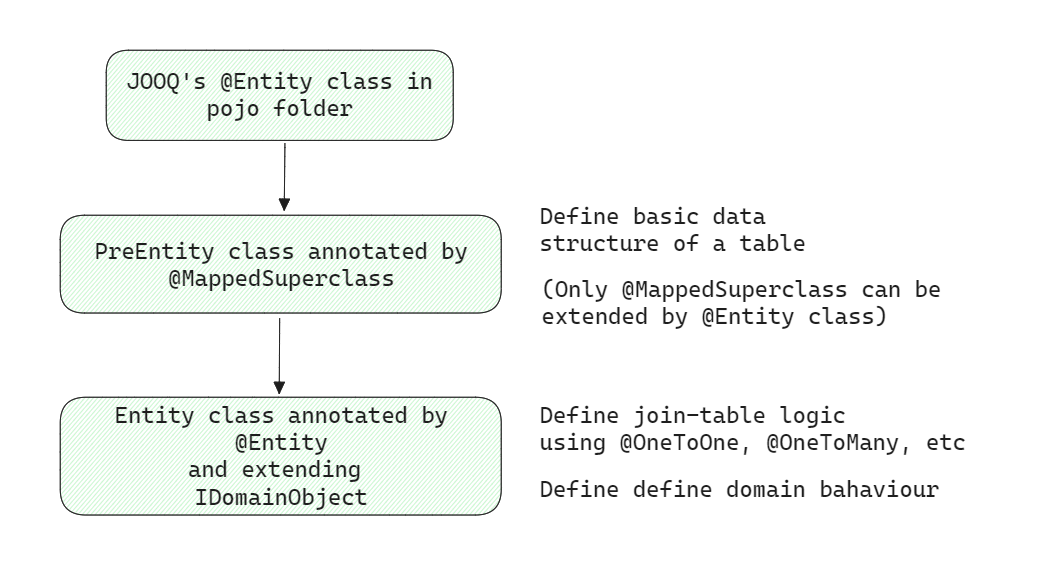 JOOQ's @Entity class in
pojo folder
PreEntity class annotated by
@MappedSuperclass
Define basic data
structure of a table
(Only @MappedSuperclass can be
extended by @Entity class)
Entity class annotated by
@Entity
and extending
IDomainObject
Define join-table logic
using @OneToOne, @OneToMany, etc
Define define domain bahaviour